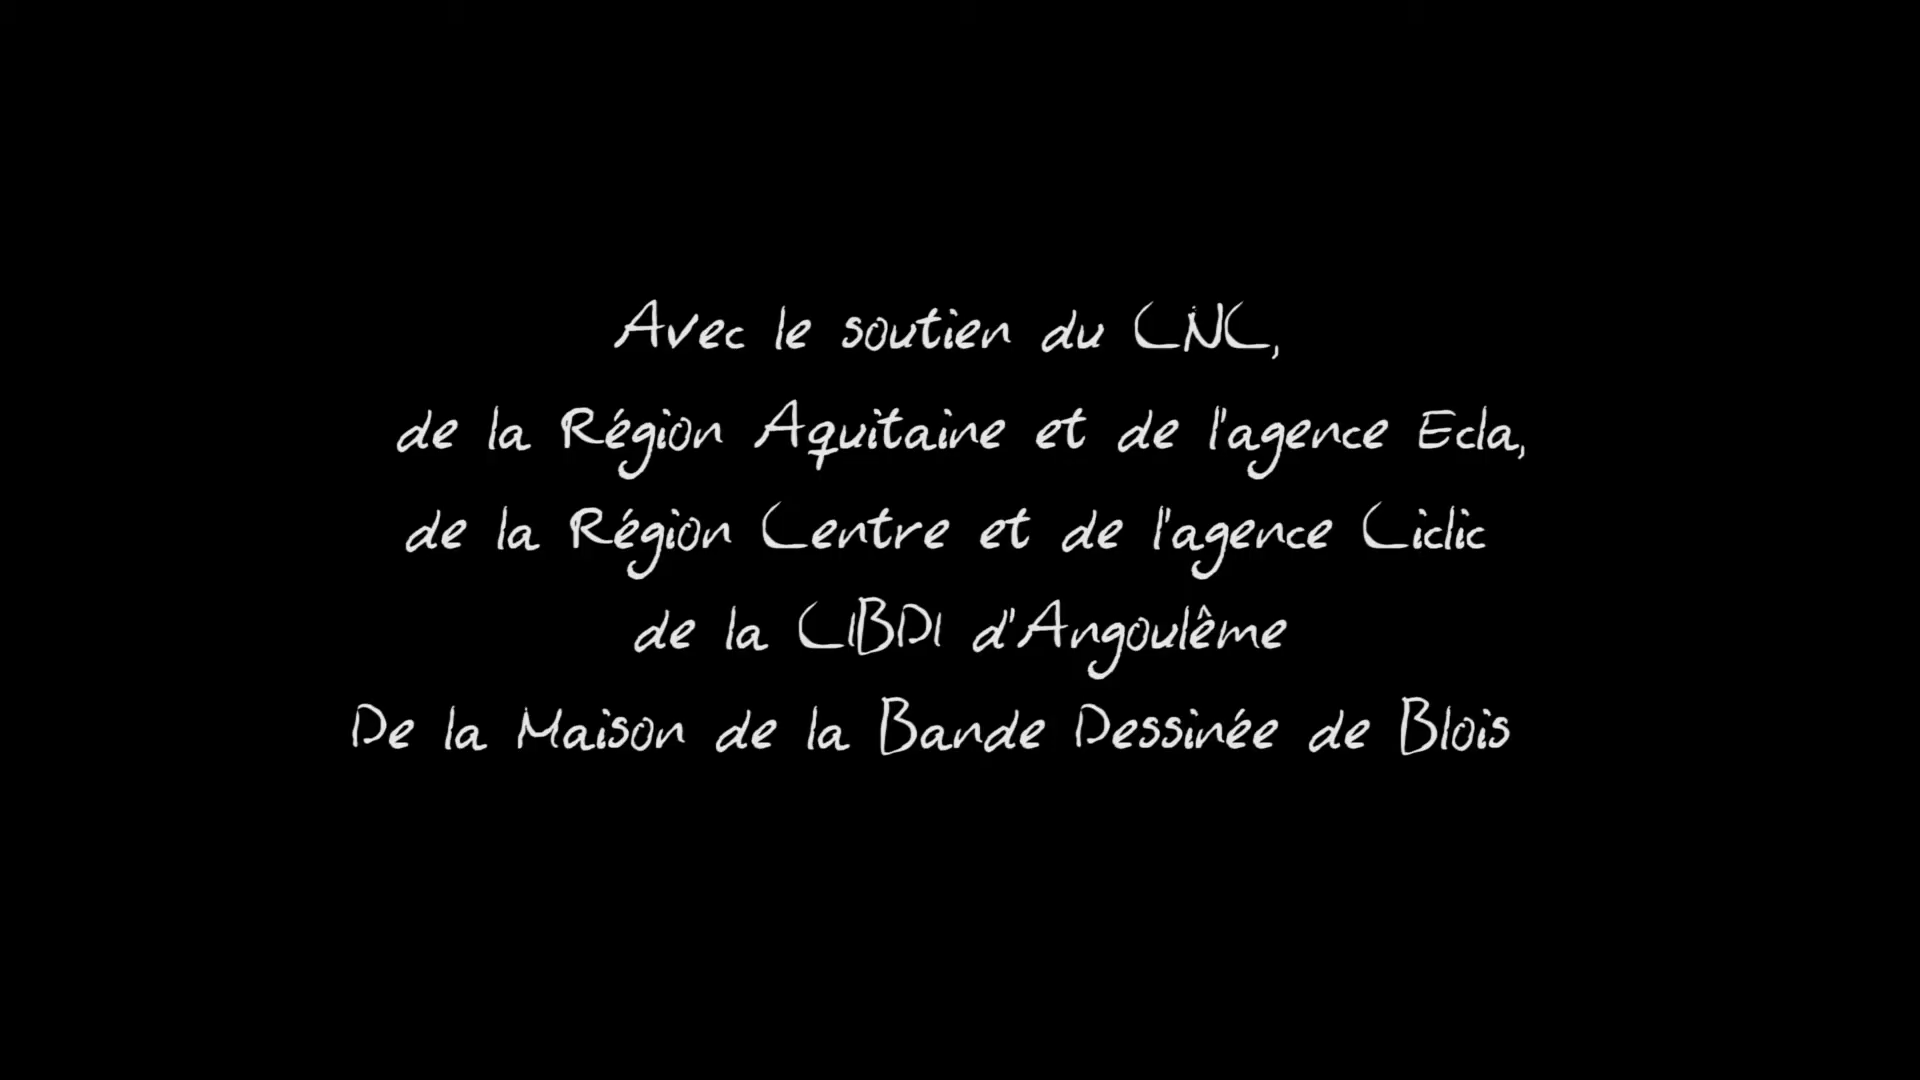 Avec le soutien du CNC,
de la Région Aquitaine et de l'agence Ecla,
de la Région Centre et de l'agence Ciclic
de la CIBDI d'Angoulême
De la Maison de la Bande Dessinée de Blois